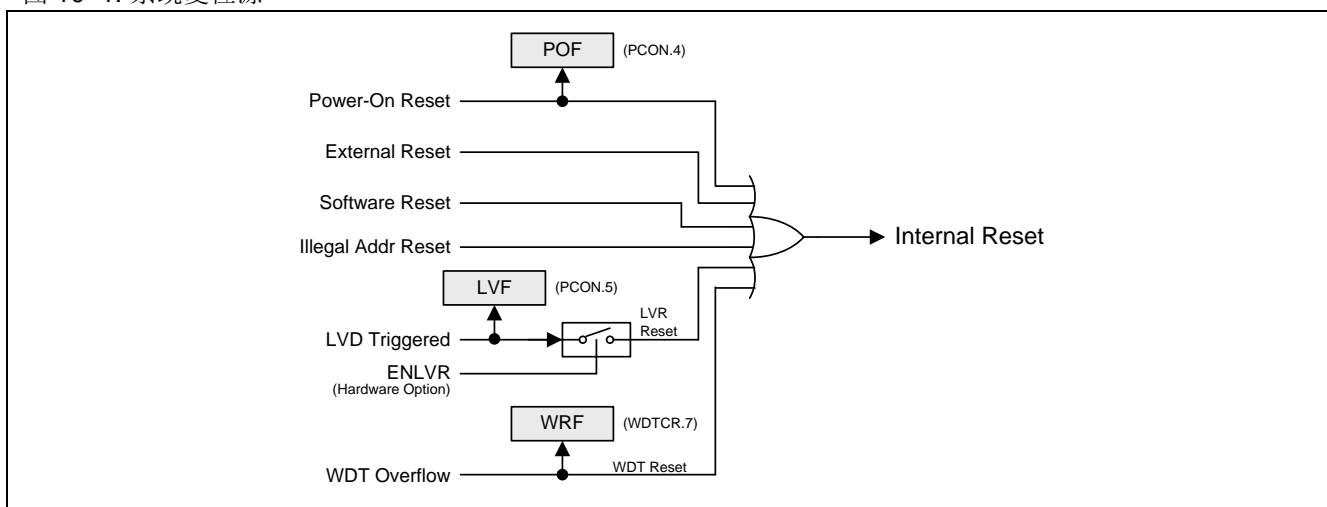 POF (PCON.4)
Power-On Reset
External Reset
Software Reset
Illegal Addr Reset
Internal Reset
LVF (PCON.5)
LVR
Reset
LVD Triggered
ENLVR
(Hardware Option)
WRF (WDTCR.7)
WDT Overflow
WDT Reset